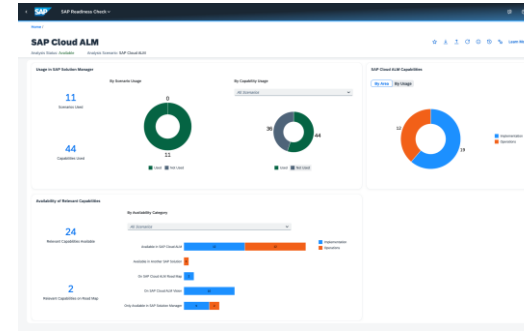 SAP SAP Readiness Check
Home /
SAP Cloud ALM
Analysis Status: Available Analysis Scenario: SAP Cloud ALM
Usage in SAP Solution Manager
By Scenario Usage
By Capability Usage
11
Scenarios Used
44
Capabilities Used
0
11
Used Not Used
All Scenarios
36
44
Used Not Used
SAP Cloud ALM Capabilities
By Area By Usage
19
Implementation
Operations
Availability of Relevant Capabilities
24
Relevant Capabilities Available
2
Relevant Capabilities on Road Map
By Availability Category
All Scenarios
Available in SAP Cloud ALM
Available in Another SAP Solution
On SAP Cloud ALM Road Map
On SAP Cloud ALM Vision
Only Available in SAP Solution Manager
Implementation
Operations